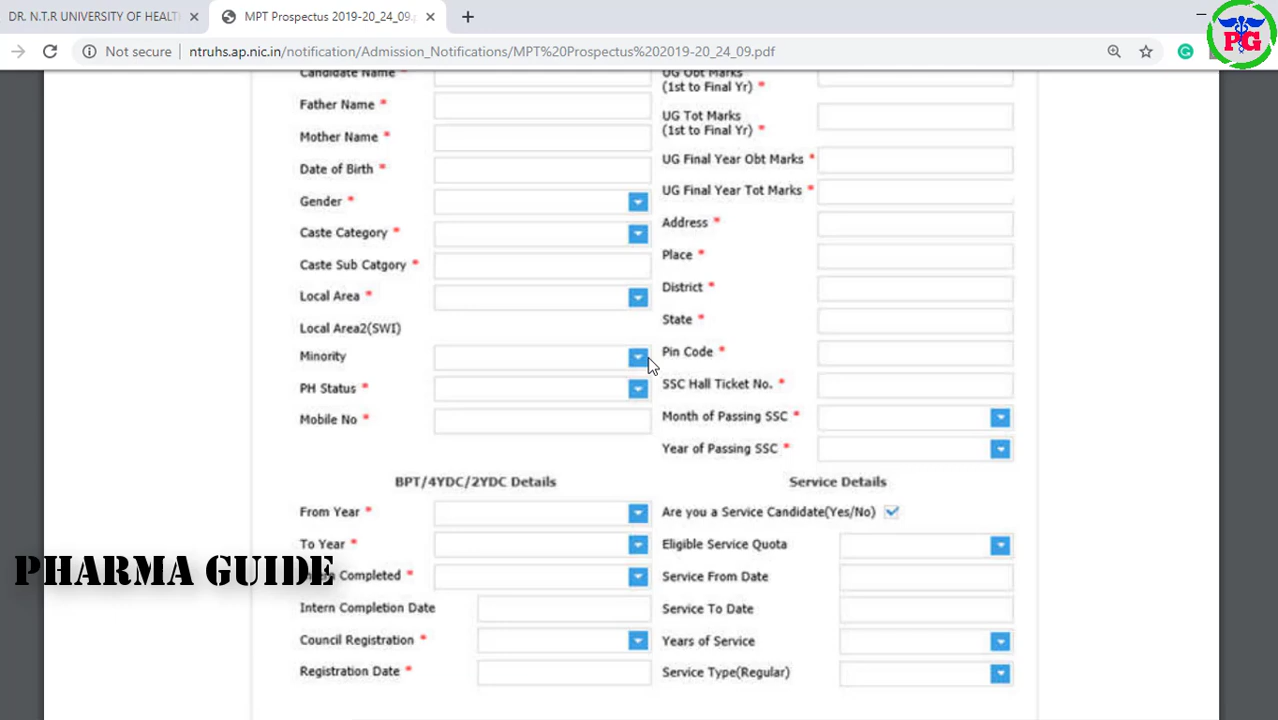 DR. N.T.R UNIVERSITY OF HEALT
MPT Prospectus 2019-20_24_09.
Not secure
ntruhs.ap.nic.in/notification/Admission_Notifications/MPT%20Prospectus%202019-20_24_09.pdf
PG
Candidate Name *
Father Name *
Mother Name *
Date of Birth *
Gender *
Caste Category *
Caste Sub Catgory *
Local Area *
Local Area2(SWI)
Minority
PH Status *
Mobile No *
UG Obt Marks
(1st to Final Yr) *
UG Tot Marks
(1st to Final Yr) *
UG Final Year Obt Marks *
UG Final Year Tot Marks *
Address *
Place *
District *
State *
Pin Code *
SSC Hall Ticket No. *
Month of Passing SSC *
Year of Passing SSC *
BPT/4YDC/2YDC Details
From Year *
To Year *
Completed *
Intern Completion Date
Council Registration *
Registration Date *
Service Details
Are you a Service Candidate(Yes/No)
Eligible Service Quota
Service From Date
Service To Date
Years of Service
Service Type(Regular)
PHARMA GUIDE